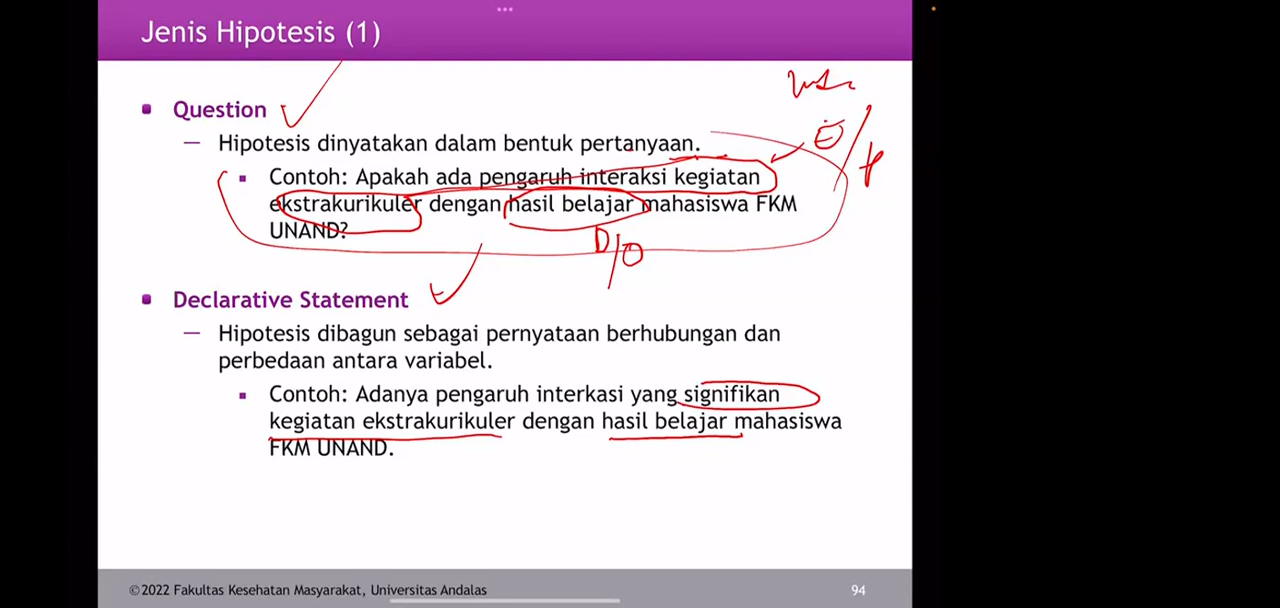 Jenis Hipotesis (1)
Question
Hipotesis dinyatakan dalam bentuk pertanyaan.
Contoh: Apakah ada pengaruh interaksi kegiatan
ekstrakurikuler dengan hasil belajar mahasiswa FKM
UNAND?
D/O
Declarative Statement
Hipotesis dibagun sebagai pernyataan berhubungan dan
perbedaan antara variabel.
Contoh: Adanya pengaruh interkasi yang signifikan
kegiatan ekstrakurikuler dengan hasil belajar mahasiswa
FKM UNAND.
©2022 Fakultas Kesehatan Masyarakat, Universitas Andalas
94